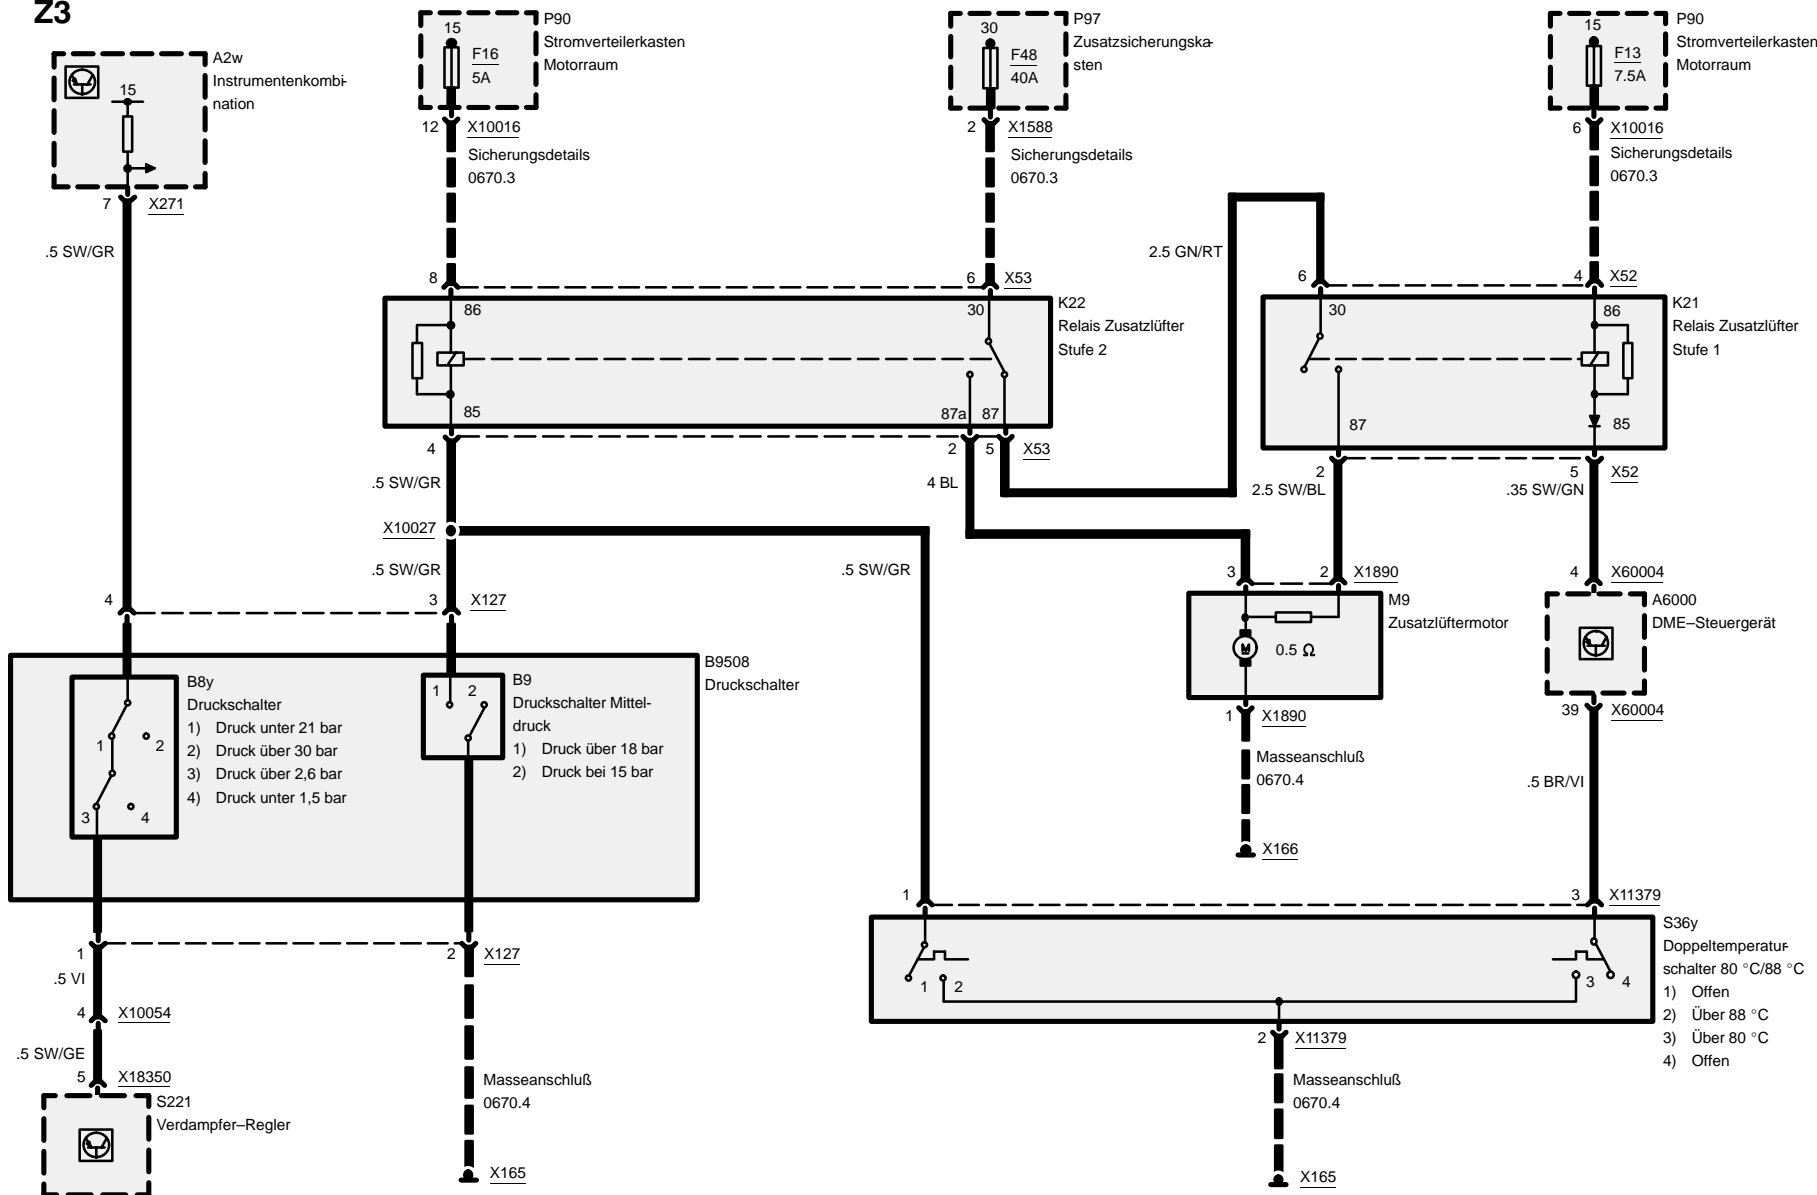 Z3
A2w
Instrumentenkombi-
nation
15
7 X271
.5 SW/GR
15
F16
5A
P90
Stromverteilerkasten
Motorraum
12 X10016
Sicherungsdetails
0670.3
30
F48
40A
P97
Zusatzsicherungska-
sten
2 X1588
Sicherungsdetails
0670.3
15
F13
7.5A
P90
Stromverteilerkasten
Motorraum
6 X10016
Sicherungsdetails
0670.3
2.5 GN/RT
8 6 X53
86 30
K22
Relais Zusatzlüfter
Stufe 2
85 87a 87
4 2 5 X53
6 4 X52
30 86
K21
Relais Zusatzlüfter
Stufe 1
87 85
2 5 X52
.5 SW/GR
4 BL
2.5 SW/BL
.35 SW/GN
X10027
.5 SW/GR
.5 SW/GR
4 3 X127
3 2 X1890
M9
Zusatzlüftermotor
M
0.5 Ω
1 X1890
Masseanschluß
0670.4
X166
4 X60004
A6000
DME–Steuergerät
39 X60004
.5 BR/VI
B9508
Druckschalter
B8y
Druckschalter
1) Druck unter 21 bar
2) Druck über 30 bar
3) Druck über 2,6 bar
4) Druck unter 1,5 bar
1 2
3 4
B9
Druckschalter Mittel-
druck
1) Druck über 18 bar
2) Druck bei 15 bar
1 2
1 2 X127
.5 VI
4 X10054
.5 SW/GE
5 X18350
S221
Verdampfer–Regler
Masseanschluß
0670.4
X165
1 3 X11379
S36y
Doppeltemperatur-
schalter 80 °C/88 °C
1) Offen
2) Über 88 °C
3) Über 80 °C
4) Offen
1 2 3 4
2 X11379
Masseanschluß
0670.4
X165